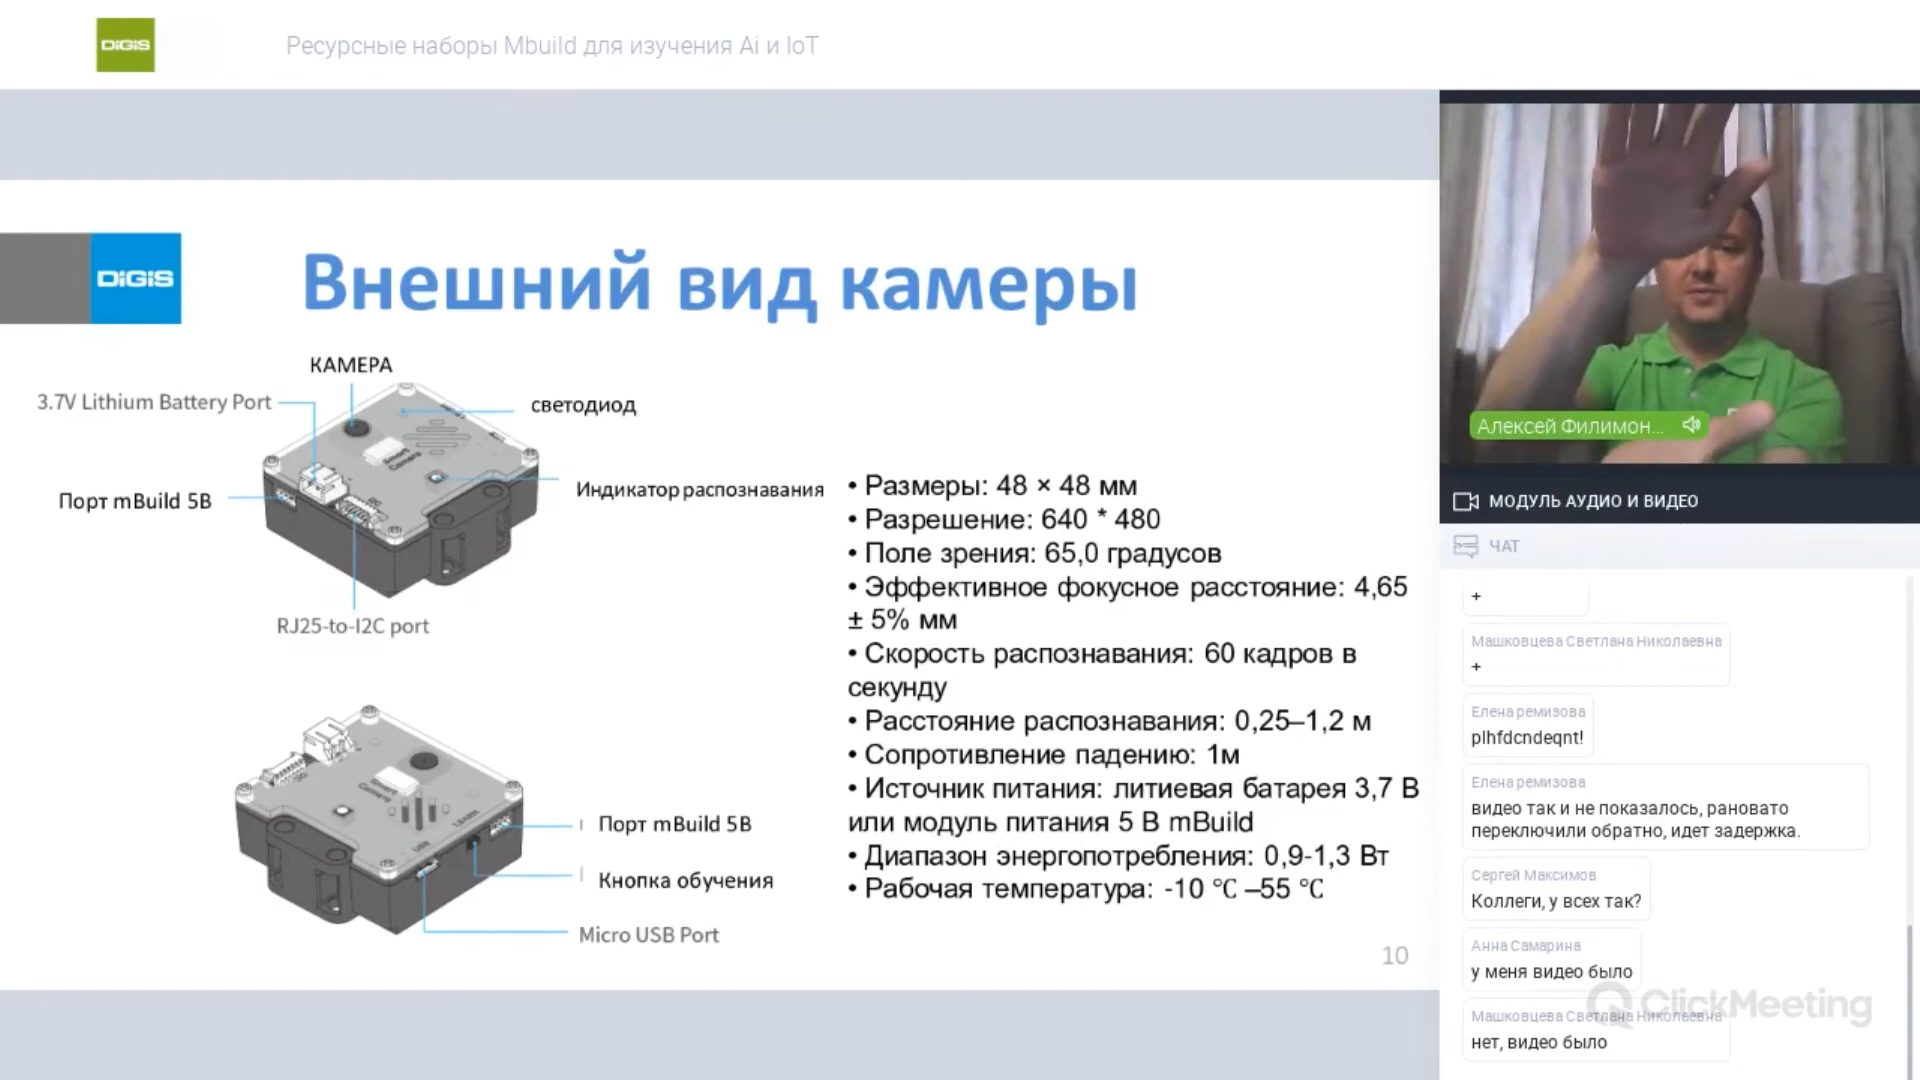 DiGiS
Ресурсные наборы Mbuild для изучения Ai и IoT
DiGiS
Внешний вид камеры
КАМЕРА
3.7V Lithium Battery Port
светодиод
Порт mBuild 5В
Индикатор распознавания
RJ25-to-I2C port
Smart
Camera
I2C
Порт mBuild 5В
Кнопка обучения
Micro USB Port
• Размеры: 48 × 48 мм
• Разрешение: 640 * 480
• Поле зрения: 65,0 градусов
• Эффективное фокусное расстояние: 4,65
± 5% мм
• Скорость распознавания: 60 кадров в
секунду
• Расстояние распознавания: 0,25–1,2 м
• Сопротивление падению: 1м
• Источник питания: литиевая батарея 3,7 В
или модуль питания 5 В mBuild
• Диапазон энергопотребления: 0,9-1,3 Вт
• Рабочая температура: -10 ℃ –55 ℃
10
Алексей Филимон...
МОДУЛЬ АУДИО И ВИДЕО
ЧАТ
+
Машковцева Светлана Николаевна
+
Елена ремизова
plhfdcndeqnt!
Елена ремизова
видео так и не показалось, рановато
переключили обратно, идет задержка.
Сергей Максимов
Коллеги, у всех так?
Анна Самарина
у меня видео было
ClickMeeting
Машковцева Светлана Николаевна
нет, видео было